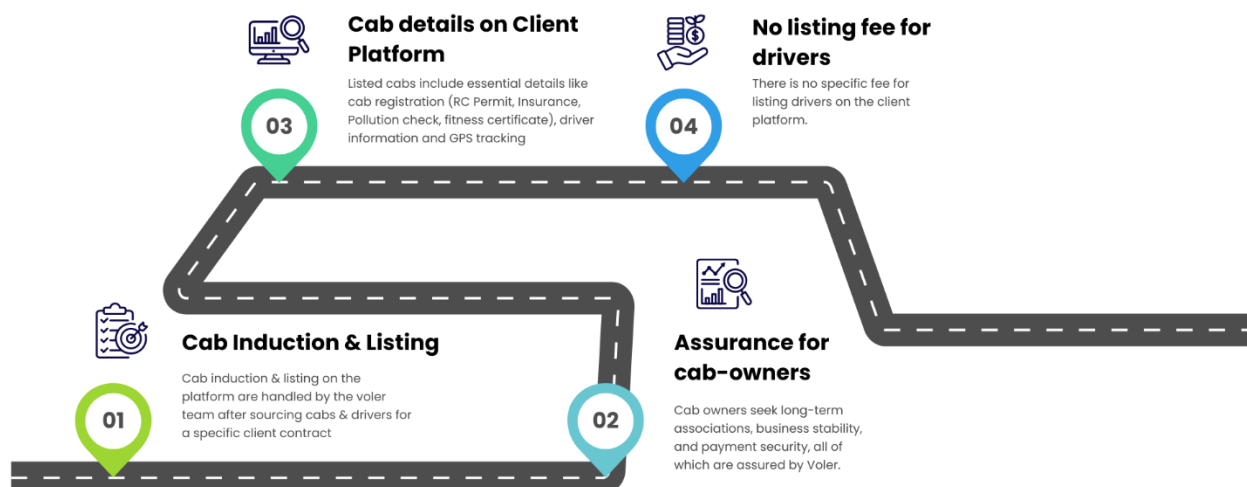 Cab details on Client
Platform
Listed cabs include essential details like
cab registration (RC Permit, Insurance,
Pollution check, fitness certificate), driver
information and GPS tracking
03
No listing fee for
drivers
There is no specific fee for
listing drivers on the client
platform.
04
Cab Induction & Listing
Cab induction & listing on the
platform are handled by the voler
team after sourcing cabs & drivers for
a specific client contract
01
Assurance for
cab-owners
Cab owners seek long-term
associations, business stability,
and payment security, all of
which are assured by Voler.
02